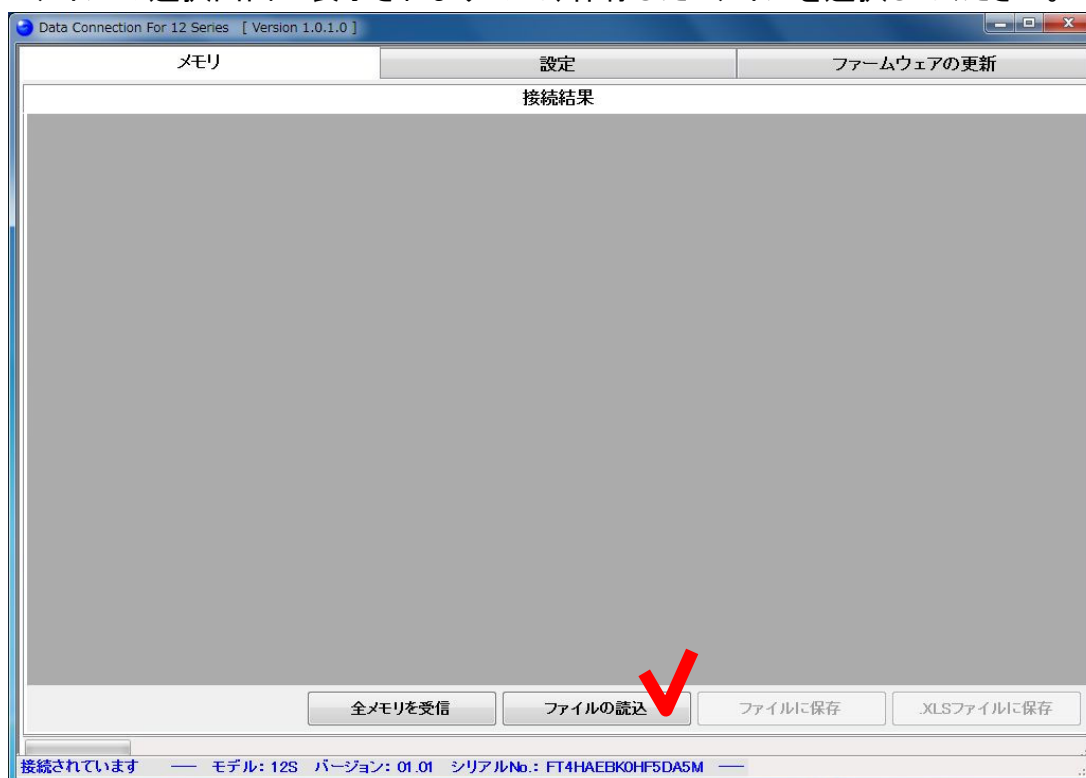 Data Connection For 12 Series [ Version 1.0.1.0 ]
メモリ 設定 ファームウェアの更新
接続結果
全メモリを受信 ファイルの読込 ファイルに保存 .XLSファイルに保存
接続されています ── モデル: 12S バージョン: 01.01 シリアルNo.: FT4HAEBK0HF5DA5M ──